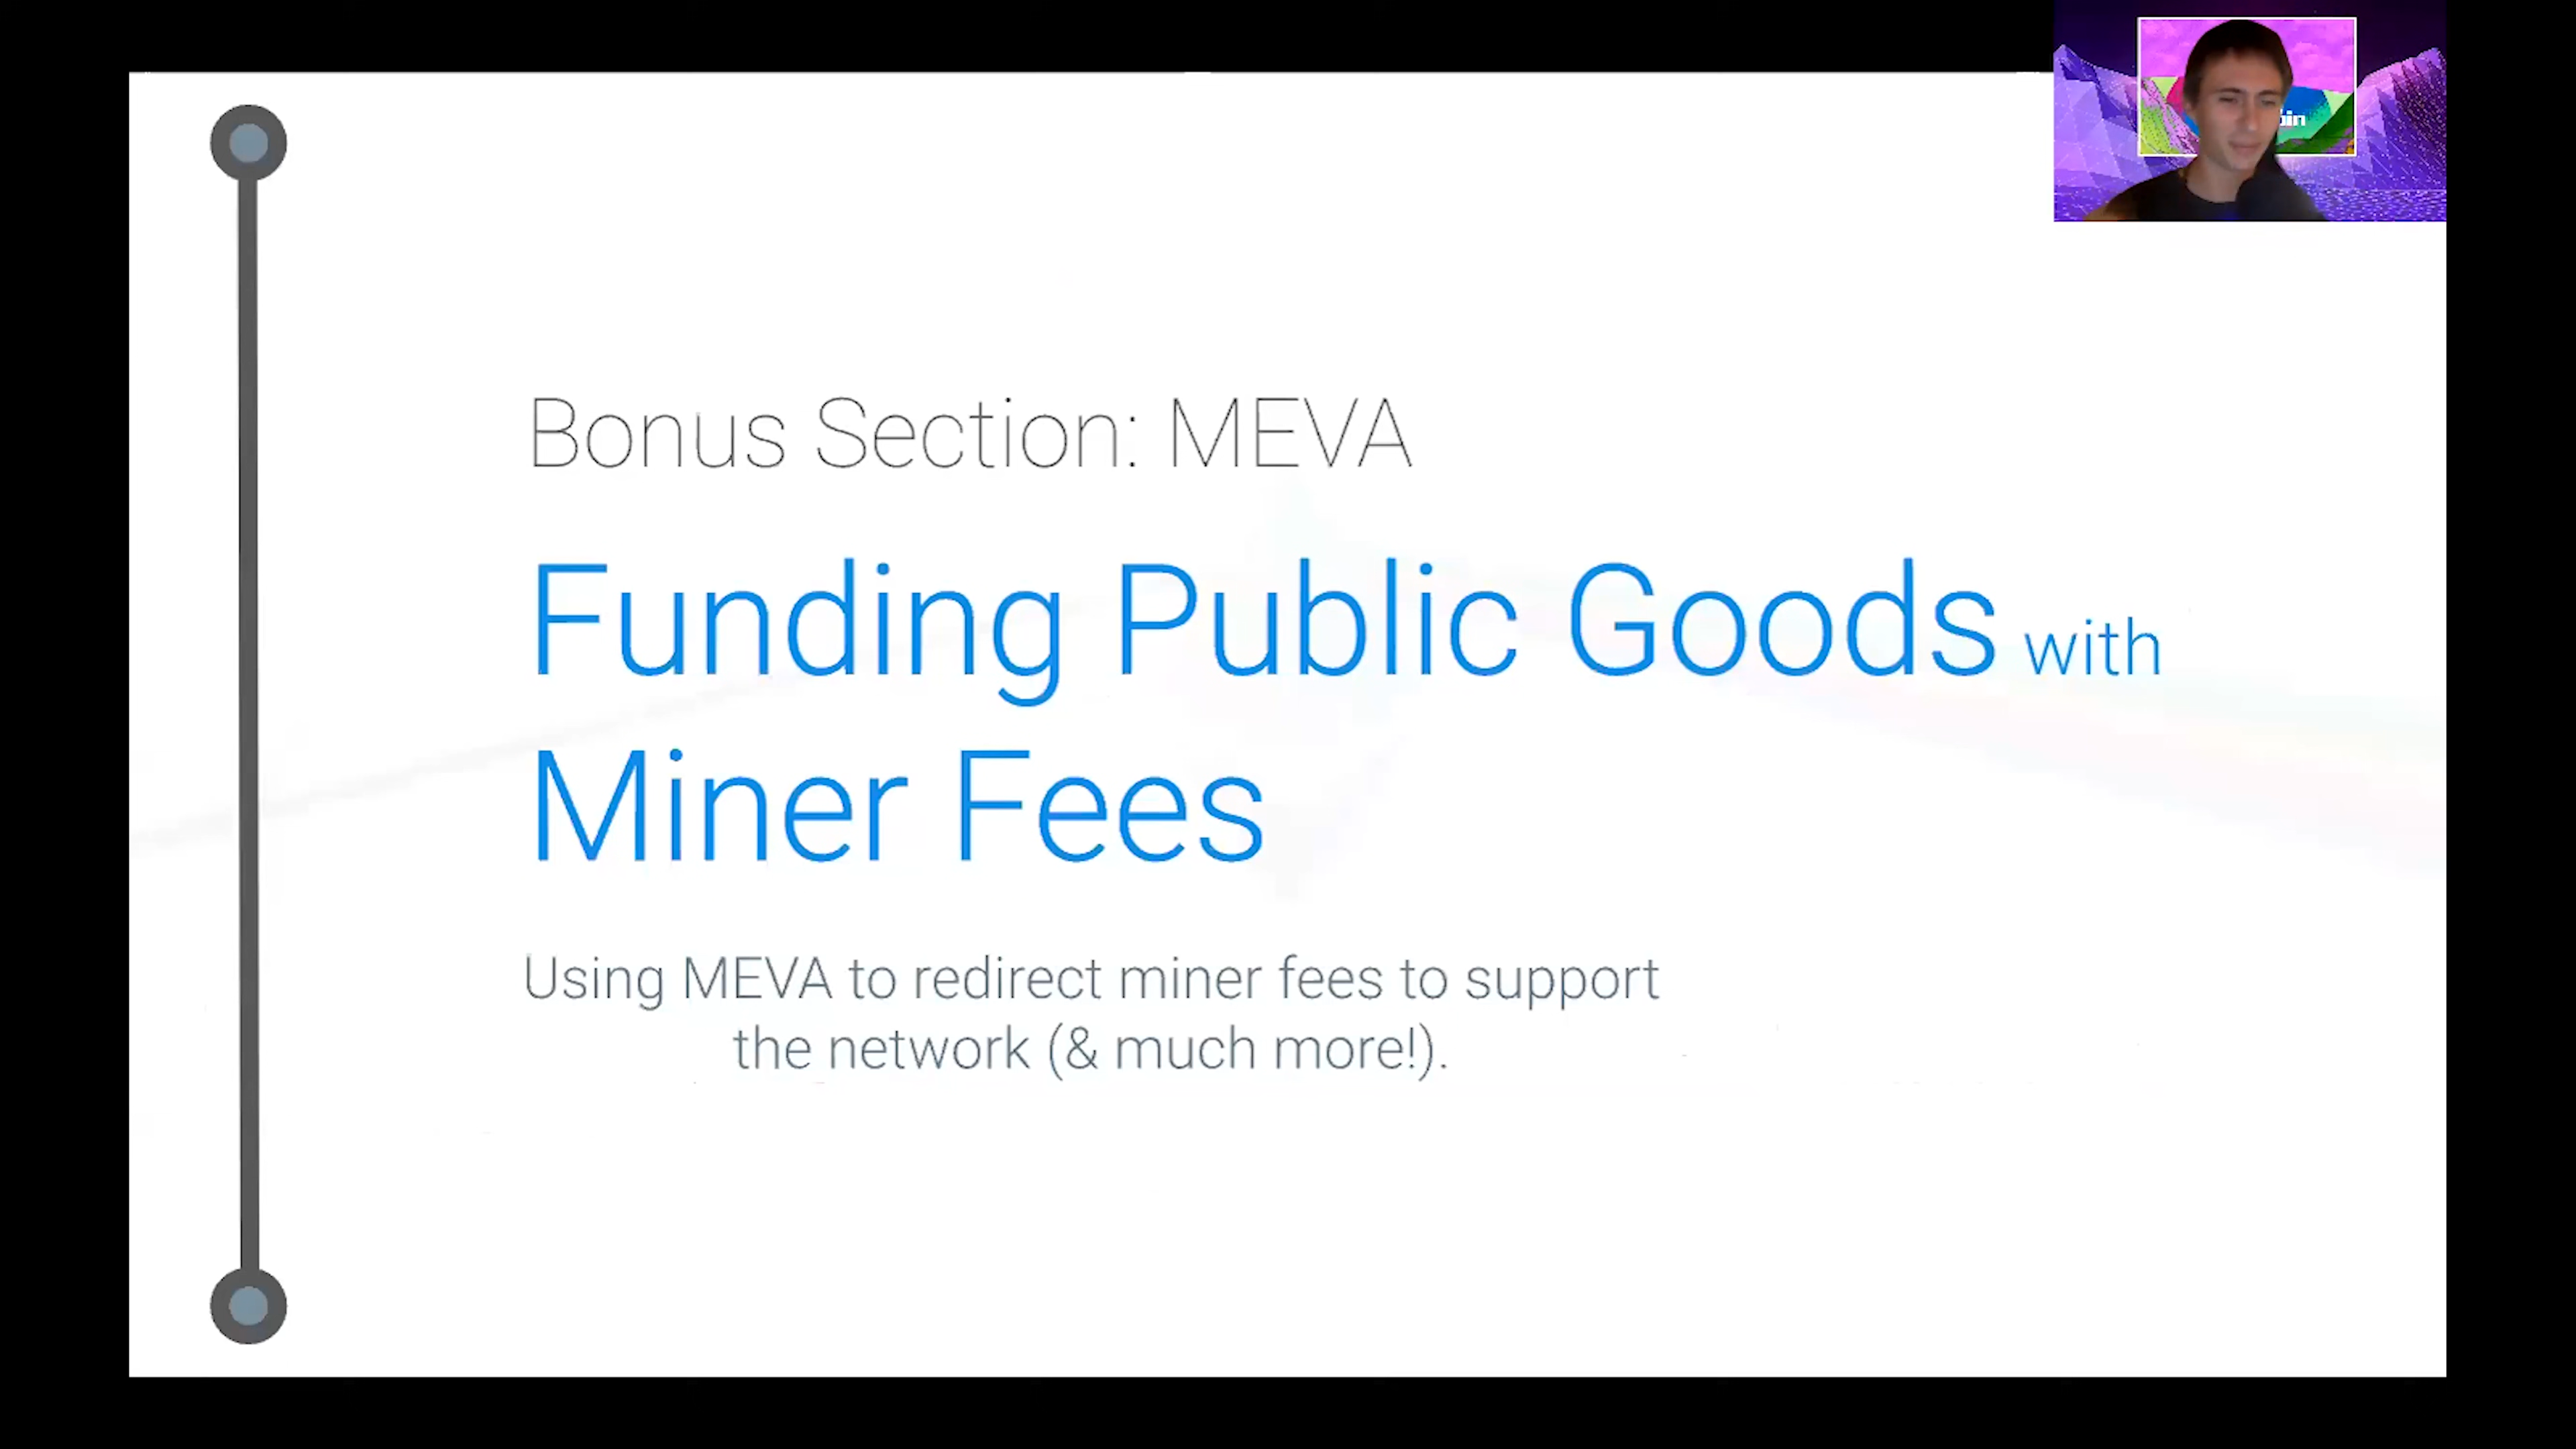 Bonus Section: MEVA
Funding Public Goods with
Miner Fees
Using MEVA to redirect miner fees to support
the network (& much more!).